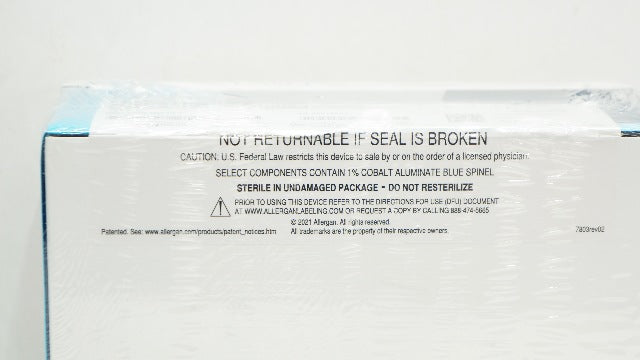 NOT RETURNABLE IF SEAL IS BROKEN
CAUTION: U.S. Federal Law restricts this device to sale by or on the order of a licensed physician.
SELECT COMPONENTS CONTAIN 1% COBALT ALUMINATE BLUE SPINEL
STERILE IN UNDAMAGED PACKAGE - DO NOT RESTERILIZE
PRIOR TO USING THIS DEVICE REFER TO THE DIRECTIONS FOR USE (DFU) DOCUMENT
AT WWW.ALLERGANLABELING.COM OR REQUEST A COPY BY CALLING 888-474-5665
© 2021 Allergan. All rights reserved.
Patented. See: www.allergan.com/products/patent_notices.htm All trademarks are the property of their respective owners. 7803rev02